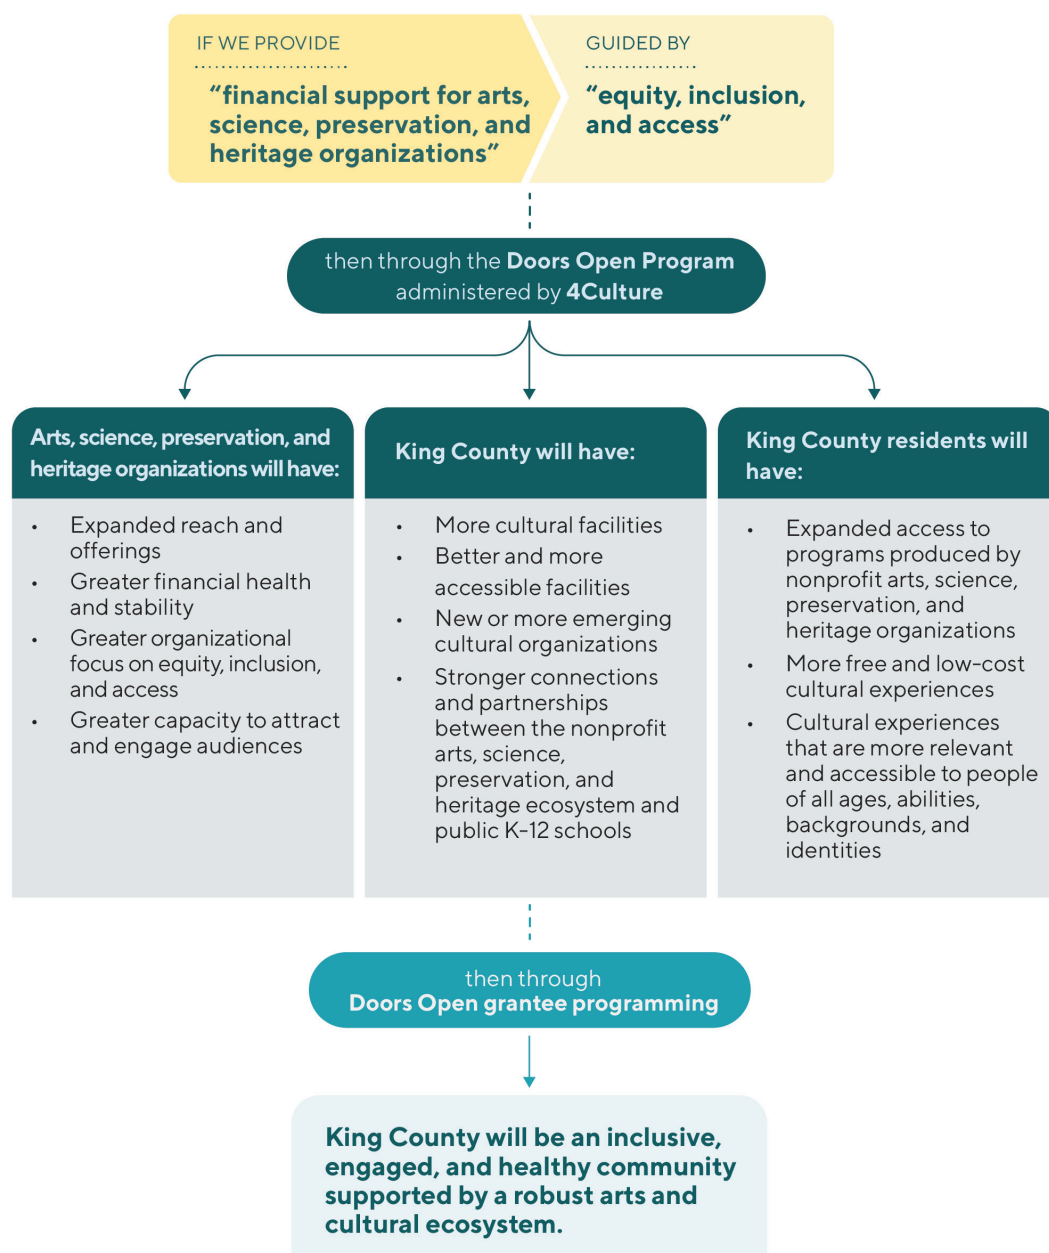 IF WE PROVIDE
“financial support for arts,
science, preservation, and
heritage organizations”
GUIDED BY
“equity, inclusion,
and access”
then through the Doors Open Program
administered by 4Culture
Arts, science, preservation, and
heritage organizations will have:
• Expanded reach and
offerings
• Greater financial health
and stability
• Greater organizational
focus on equity, inclusion,
and access
• Greater capacity to attract
and engage audiences
King County will have:
• More cultural facilities
• Better and more
accessible facilities
• New or more emerging
cultural organizations
• Stronger connections
and partnerships
between the nonprofit
arts, science,
preservation, and
heritage ecosystem and
public K-12 schools
King County residents will
have:
• Expanded access to
programs produced by
nonprofit arts, science,
preservation, and
heritage organizations
• More free and low-cost
cultural experiences
• Cultural experiences
that are more relevant
and accessible to people
of all ages, abilities,
backgrounds, and
identities
then through
Doors Open grantee programming
King County will be an inclusive,
engaged, and healthy community
supported by a robust arts and
cultural ecosystem.